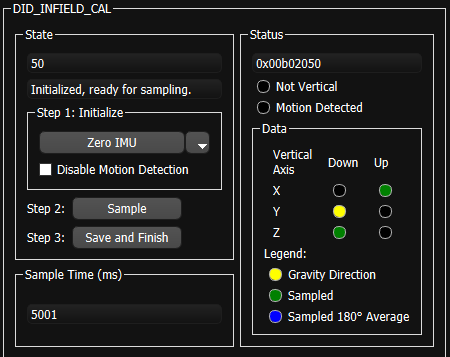 DID_INFIELD_CAL
State
50
Initialized, ready for sampling.
Step 1: Initialize
Zero IMU
Disable Motion Detection
Step 2: Sample
Step 3: Save and Finish
Sample Time (ms)
5001
Status
0x00b02050
Not Vertical
Motion Detected
Data
Vertical Axis Down Up
X
Y
Z
Legend:
Gravity Direction
Sampled
Sampled 180° Average